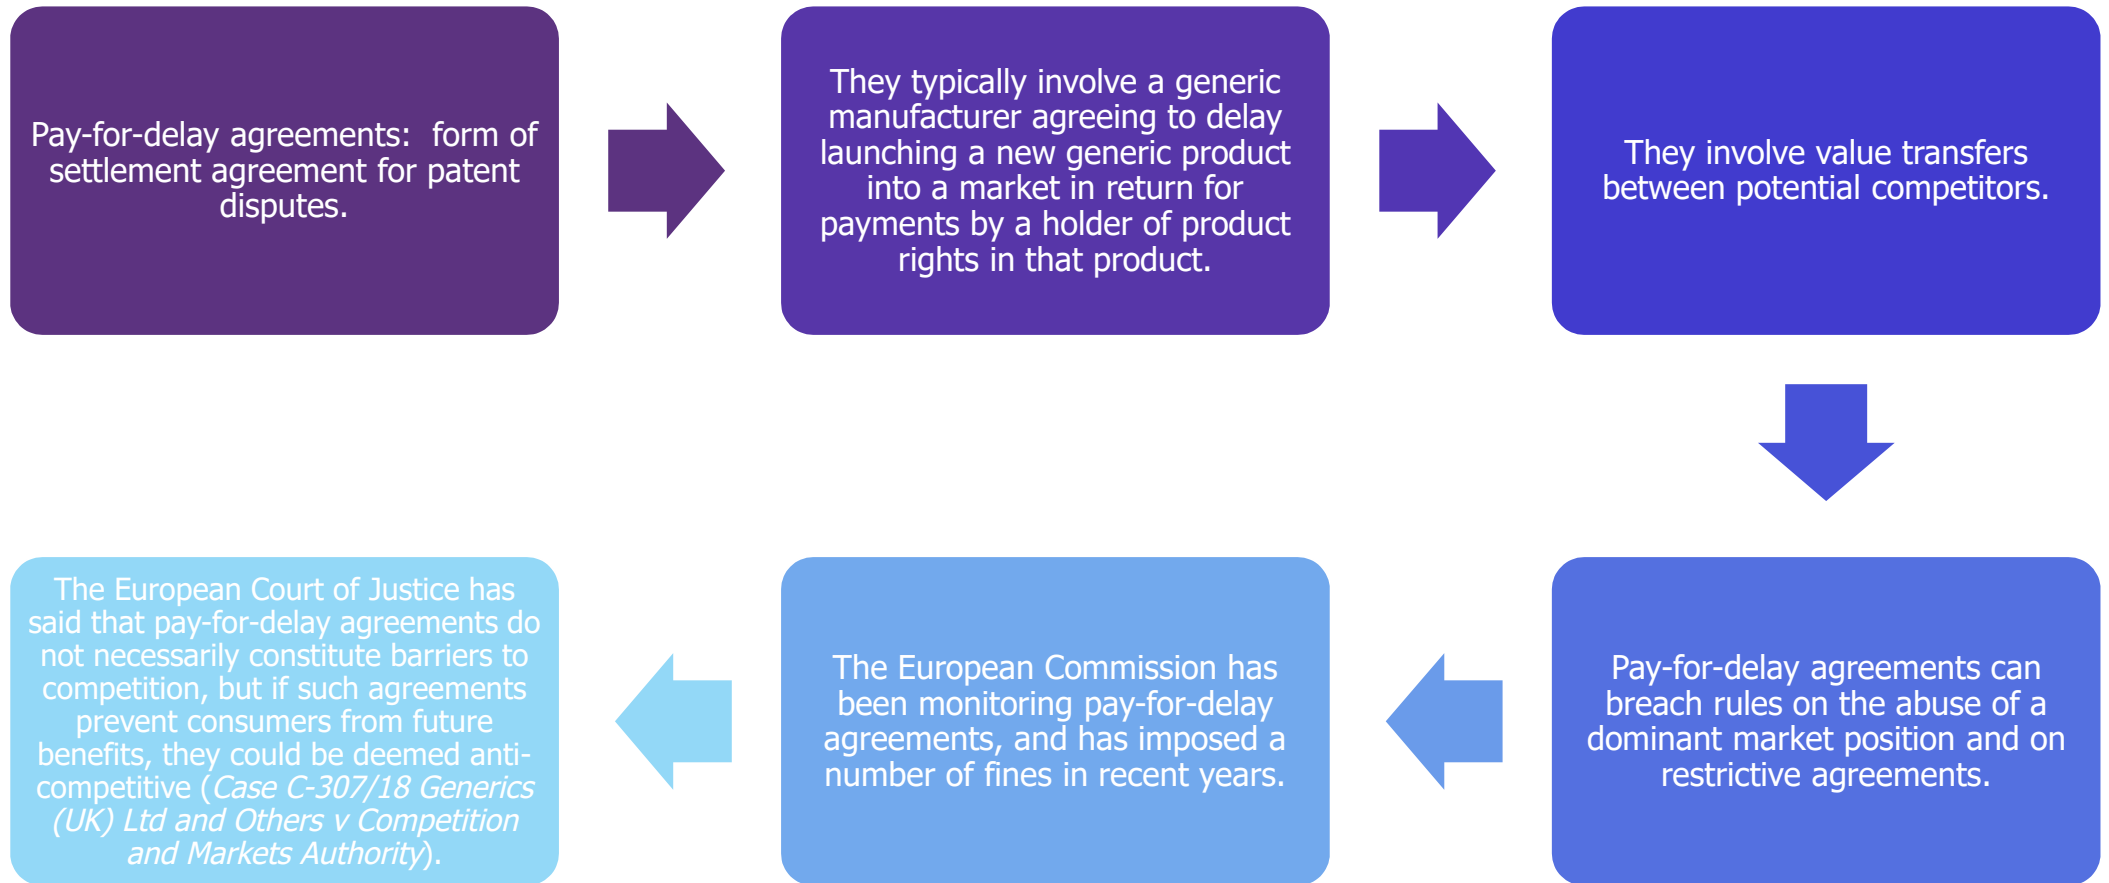 Pay-for-delay agreements:  form of
settlement agreement for patent
disputes.
They typically involve a generic
manufacturer agreeing to delay
launching a new generic product
into a market in return for
payments by a holder of product
rights in that product.
They involve value transfers
between potential competitors.
Pay-for-delay agreements can
breach rules on the abuse of a
dominant market position and on
restrictive agreements.
The European Commission has
been monitoring pay-for-delay
agreements, and has imposed a
number of fines in recent years.
The European Court of Justice has
said that pay-for-delay agreements do
not necessarily constitute barriers to
competition, but if such agreements
prevent consumers from future
benefits, they could be deemed anti-
competitive (Case C-307/18 Generics
(UK) Ltd and Others v Competition
and Markets Authority).